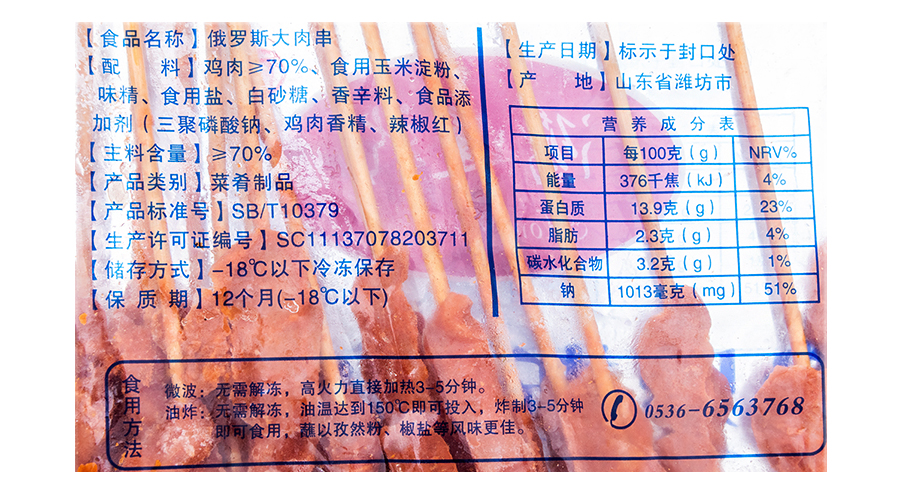 【食品名称】俄罗斯大肉串
【配 料】鸡肉≥70%、食用玉米淀粉、
味精、食用盐、白砂糖、香辛料、食品添
加剂（三聚磷酸钠、鸡肉香精、辣椒红）
【主料含量】≥70%
【产品类别】菜肴制品
【产品标准号】SB/T10379
【生产许可证编号】SC11137078203711
【储存方式】-18℃以下冷冻保存
【保 质 期】12个月(-18℃以下)
【生产日期】标示于封口处
【产 地】山东省潍坊市
营养成分表
项目 每100克（g） NRV%
能量 376千焦（kJ） 4%
蛋白质 13.9克（g） 23%
脂肪 2.3克（g） 4%
碳水化合物 3.2克（g） 1%
钠 1013毫克（mg） 51%
食用方法
微波：无需解冻，高火力直接加热3-5分钟。
油炸：无需解冻，油温达到150℃即可投入，炸制3-5分钟
即可食用，蘸以孜然粉、椒盐等风味更佳。
0536-6563768